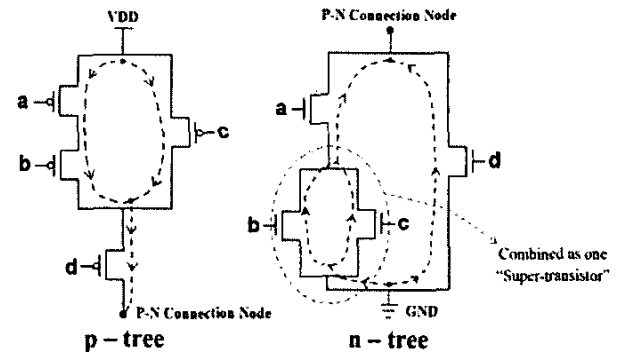 VDD
a
b
c
d
P-N Connection Node
p – tree
P-N Connection Node
a
b
c
d
Combined as one
"Super-transistor"
GND
n – tree